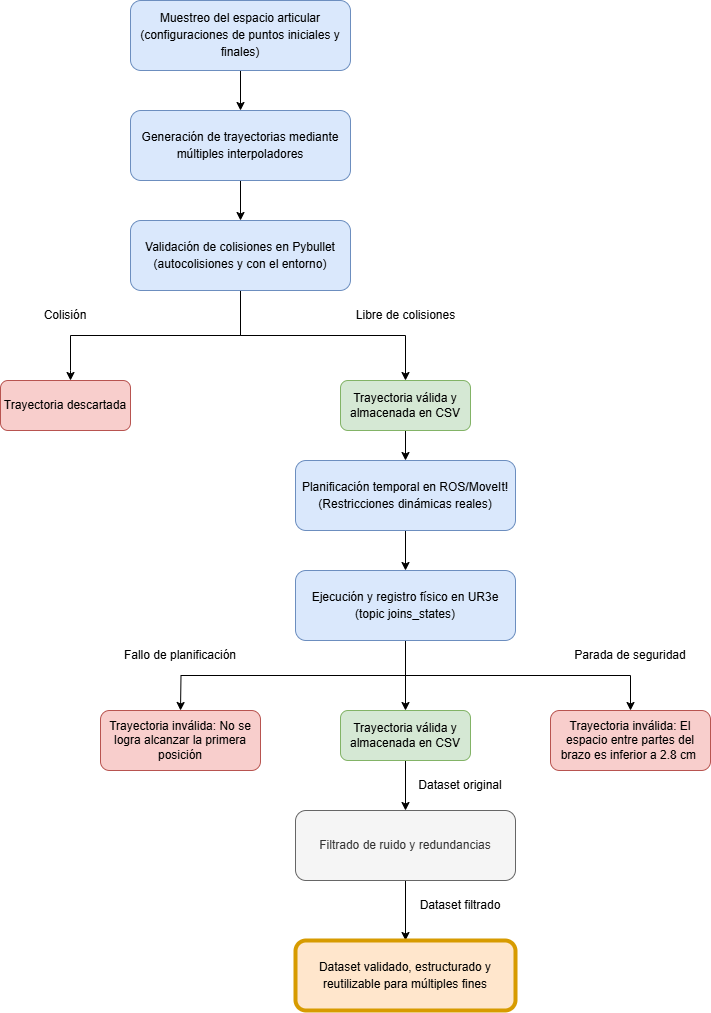 Muestreo del espacio articular
(configuraciones de puntos iniciales y
finales)
Generación de trayectorias mediante
múltiples interpoladores
Validación de colisiones en Pybullet
(autocolisiones y con el entorno)
Colisión
Libre de colisiones
Trayectoria descartada
Trayectoria válida y
almacenada en CSV
Planificación temporal en ROS/MoveIt!
(Restricciones dinámicas reales)
Ejecución y registro físico en UR3e
(topic joins_states)
Fallo de planificación
Parada de seguridad
Trayectoria inválida: No se
logra alcanzar la primera
posición
Trayectoria válida y
almacenada en CSV
Trayectoria inválida: El
espacio entre partes del
brazo es inferior a 2.8 cm
Dataset original
Filtrado de ruido y redundancias
Dataset filtrado
Dataset validado, estructurado y
reutilizable para múltiples fines